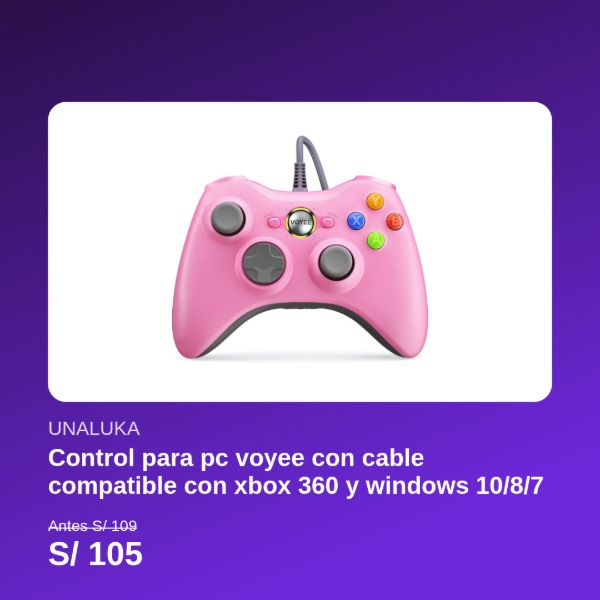 VOYEE
Y
X
B
A
UNALUKA
Control para pc voyee con cable
compatible con xbox 360 y windows 10/8/7
Antes S/ 109
S/ 105